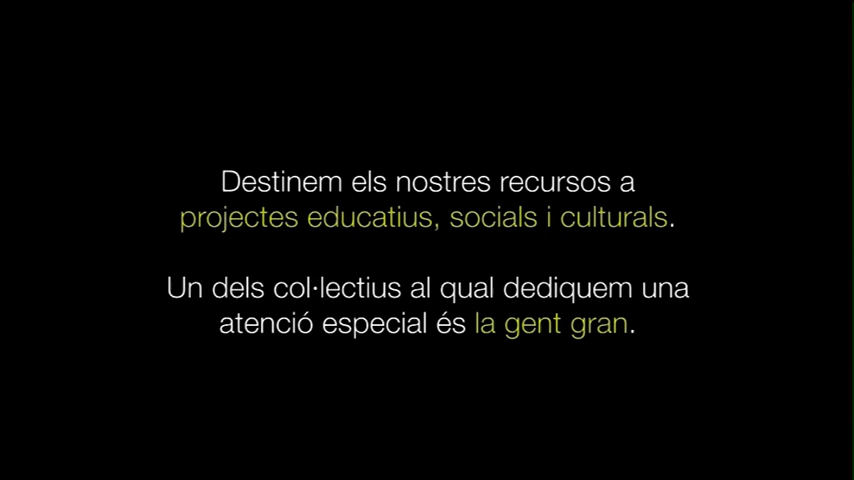 Destinem els nostres recursos a
projectes educatius, socials i culturals.
Un dels col·lectius al qual dediquem una
atenció especial és la gent gran.